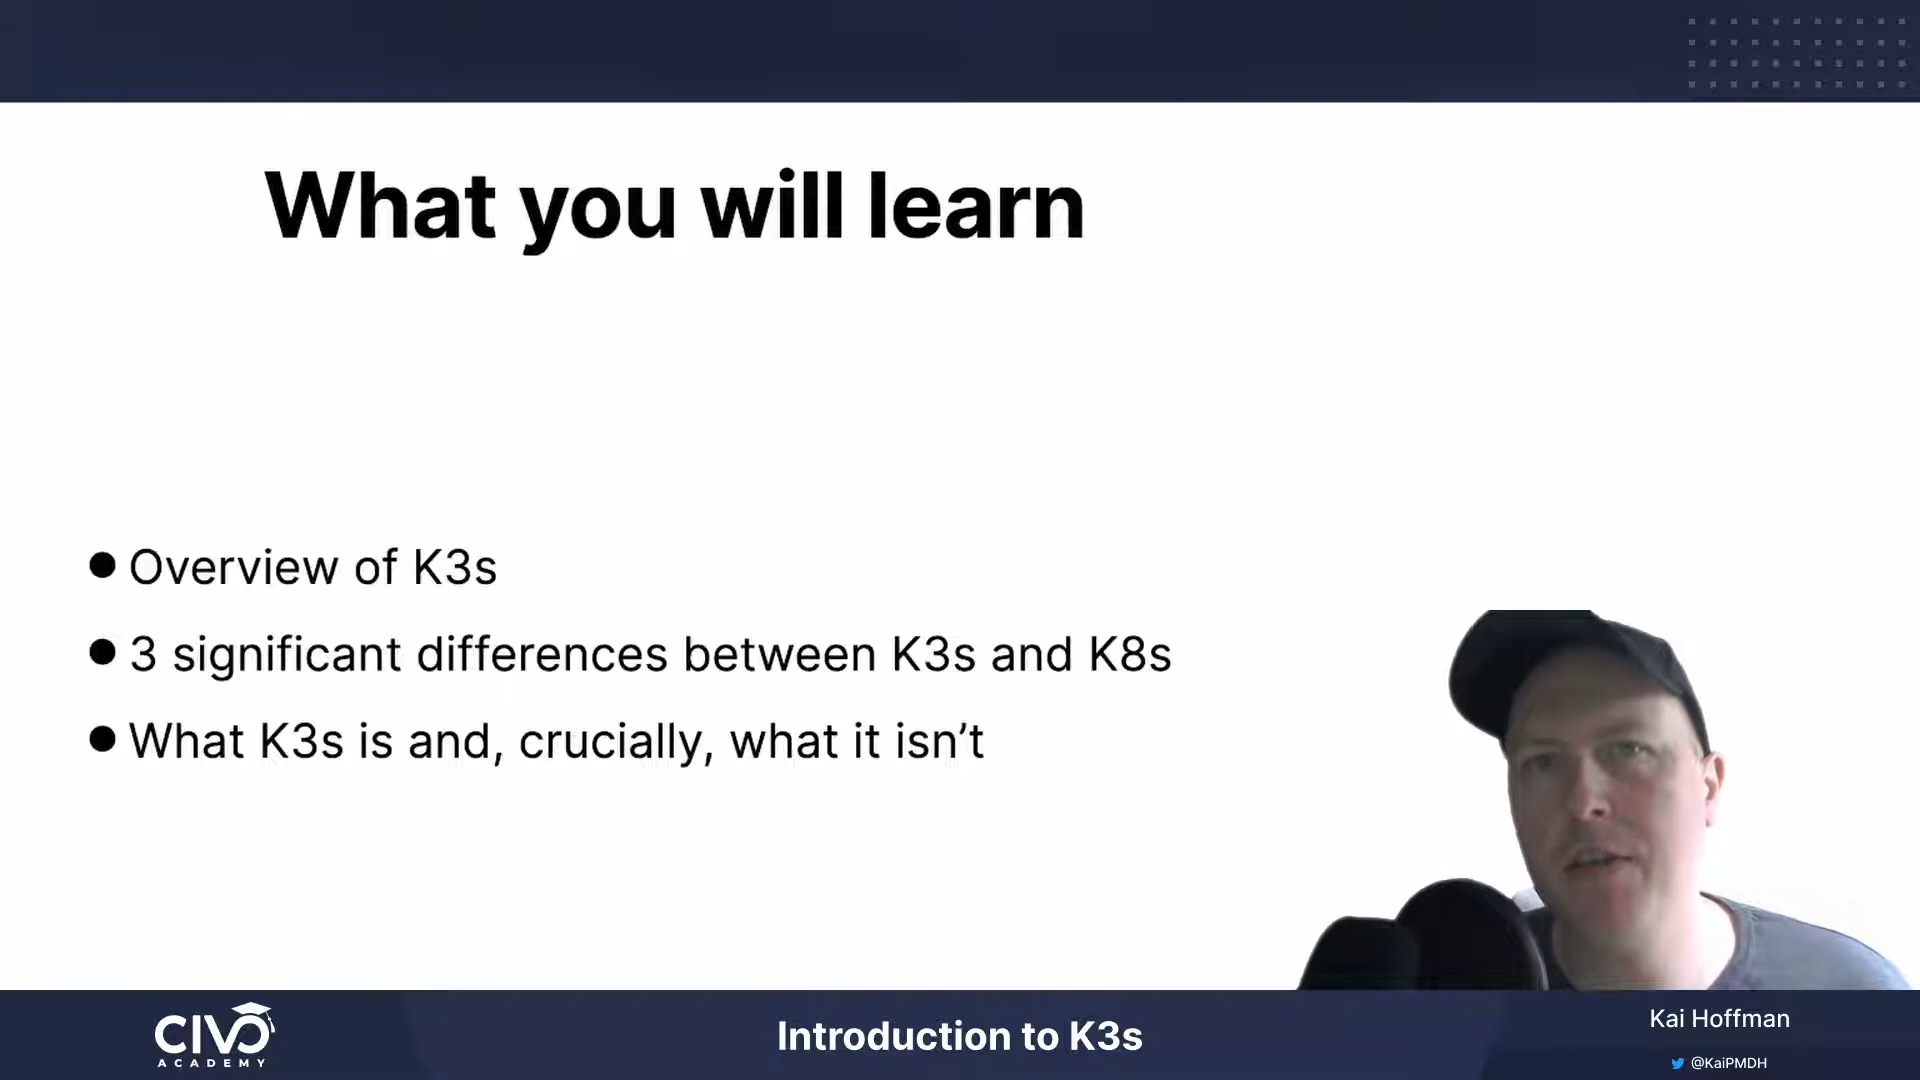 What you will learn
Overview of K3s
3 significant differences between K3s and K8s
What K3s is and, crucially, what it isn’t
CIVO
ACADEMY
Introduction to K3s
Kai Hoffman
@KaiPMDH